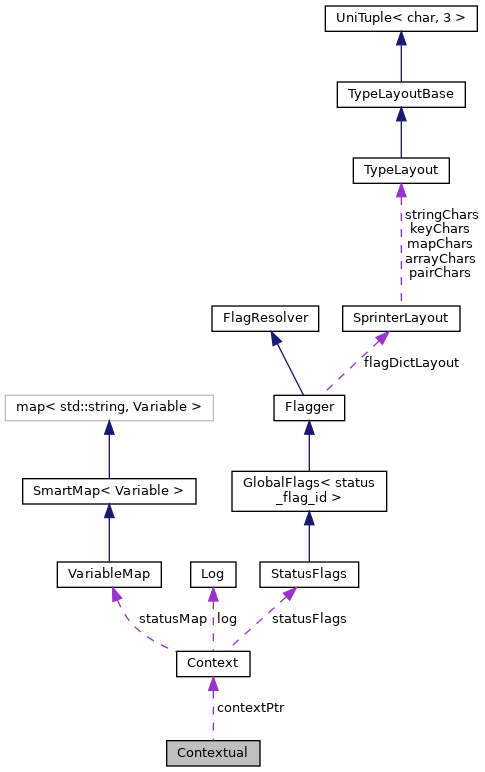 UniTuple< char, 3 >
TypeLayoutBase
TypeLayout
stringChars
keyChars
mapChars
arrayChars
pairChars
FlagResolver
SprinterLayout
flagDictLayout
map< std::string, Variable >
Flagger
SmartMap< Variable >
GlobalFlags< status
_flag_id >
VariableMap
Log
StatusFlags
statusMap
log
statusFlags
Context
contextPtr
Contextual